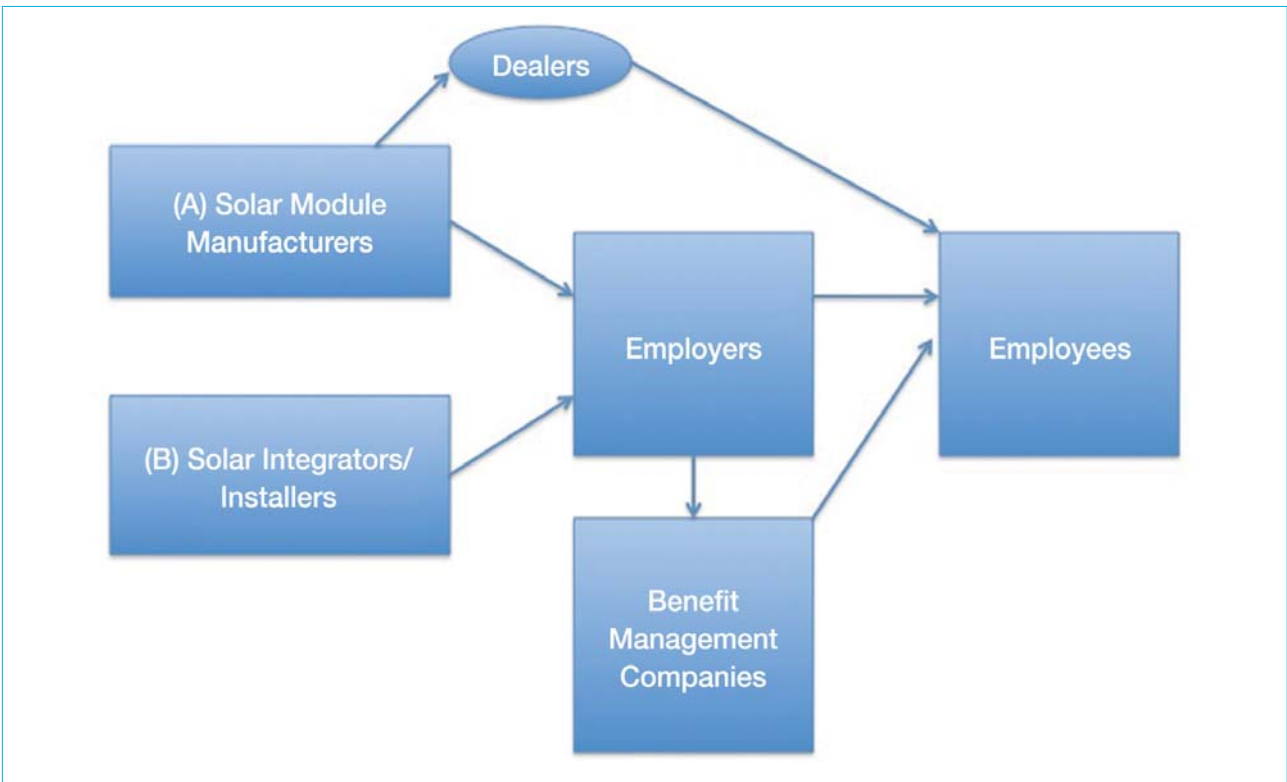 Dealers
(A) Solar Module
Manufacturers
Employers
Employees
(B) Solar Integrators/
Installers
Benefit
Management
Companies